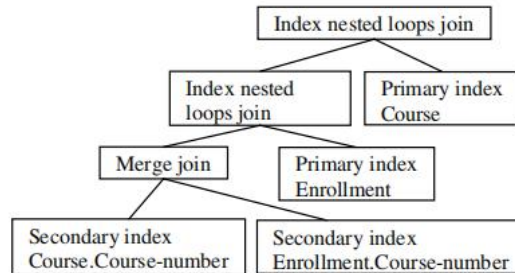 Index nested loops join
Index nested
loops join
Primary index
Course
Merge join
Primary index
Enrollment
Secondary index
Course.Course-number
Secondary index
Enrollment.Course-number